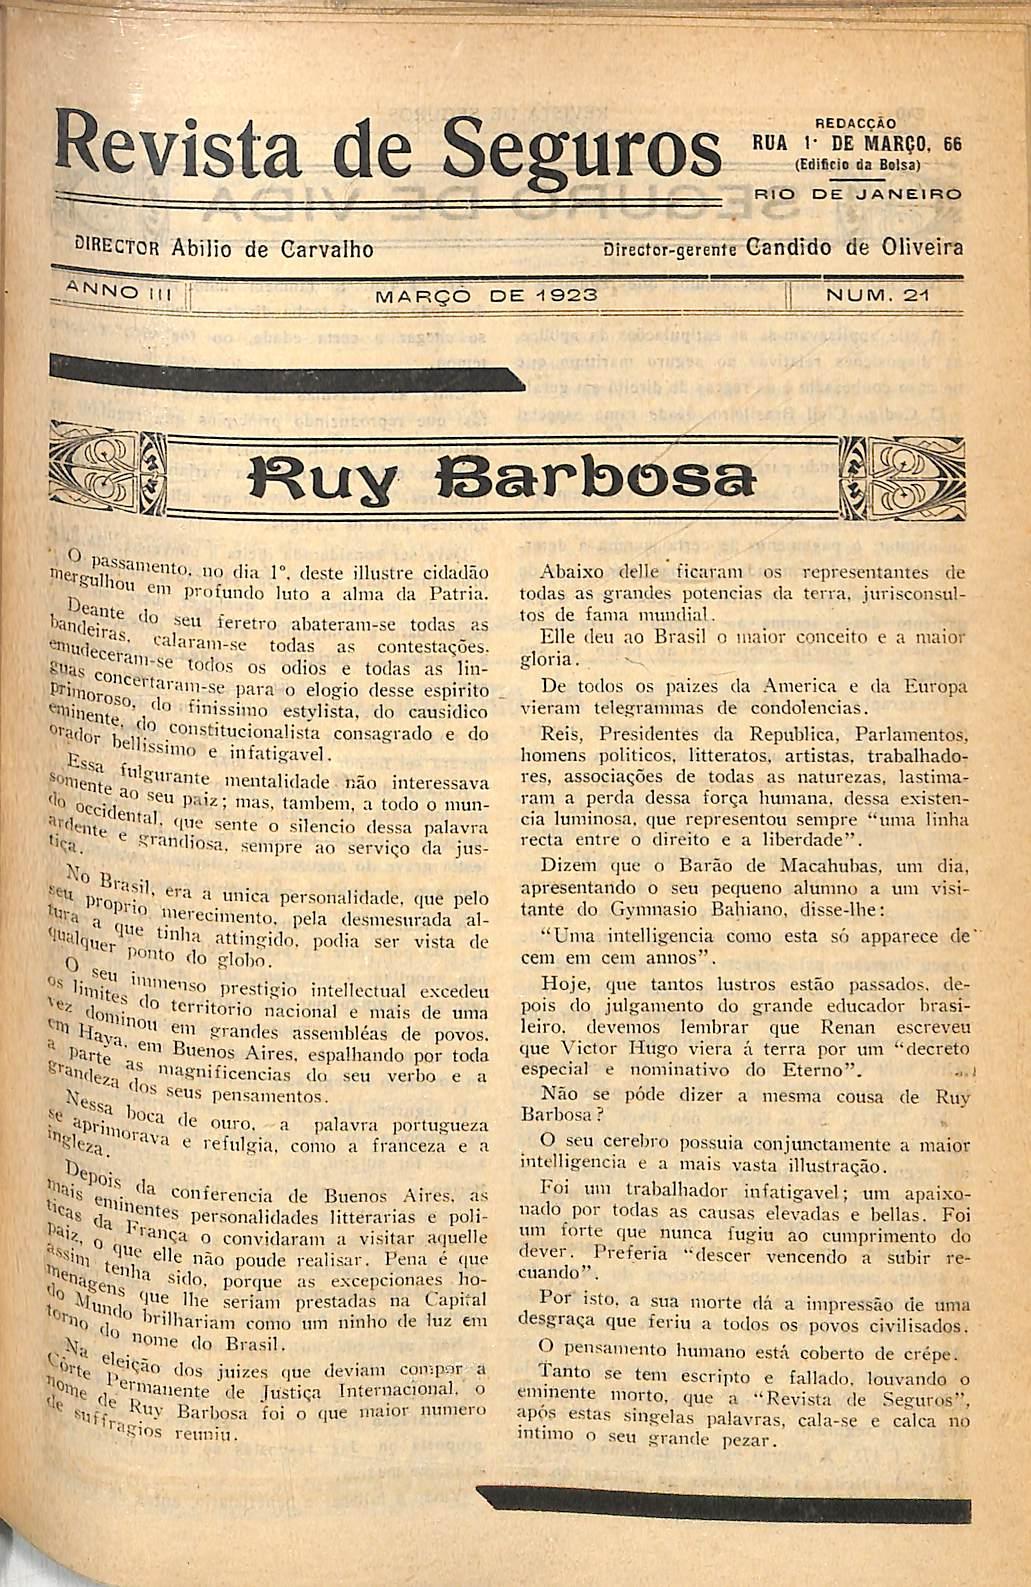 Revista de Seguros
REDACÇÃO
RUA 1· DE MARÇO, 66
(Edificio da Bolsa)
RIO DE JANEIRO
DIRECTOR Abilio de Carvalho
Director-gerente Candido de Oliveira
ANNO III
MARÇO DE 1923
NUM. 21
Ruy Barbosa
O passamento, no dia 1º, deste illustre cidadão
mergulhou em profundo luto a alma da Patria.
Deante do seu feretro abateram-se todas as
bandeiras, calaram-se todas as contestações,
emudeceram-se todos os odios e todas as lin-
guas concertaram-se para o elogio desse espirito
primoroso, do finissimo estylista, do causidico
eminente, do constitucionalista consagrado e do
orador bellissimo e infatigavel.
Essa fulgurante mentalidade não interessava
somente ao seu paiz; mas, tambem, a todo o mun-
do occidental, que sente o silencio dessa palavra
ardente e grandiosa, sempre ao serviço da jus-
tiça.
No Brasil, era a unica personalidade, que pelo
seu proprio merecimento, pela desmesurada al-
tura a que tinha attingido, podia ser vista de
qualquer ponto do globo.
O seu immenso prestigio intellectual excedeu
os limites do territorio nacional e mais de uma
vez dominou em grandes assembléas de povos,
em Haya, em Buenos Aires, espalhando por toda
a parte as magnificencias do seu verbo e a
grandeza dos seus pensamentos.
Nessa boca de ouro, a palavra portugueza
se aprimorava e refulgia, como a franceza e a
ingleza.
Depois da conferencia de Buenos Aires, as
mais eminentes personalidades litterarias e poli-
ticas da França o convidaram a visitar aquelle
paiz, o que elle não poude realisar. Pena é que
assim tenha sido, porque as excepcionaes ho-
menagens que lhe seriam prestadas na Capital
do Mundo brilhariam como um ninho de luz em
torno do nome do Brasil.
Na eleição dos juizes que deviam compor a
Côrte Permanente de Justiça Internacional, o
nome de Ruy Barbosa foi o que maior numero
de suffragios reuniu.
Abaixo delle ficaram os representantes de
todas as grandes potencias da terra, jurisconsul-
tos de fama mundial.
Elle deu ao Brasil o maior conceito e a maior
gloria.
De todos os paizes da America e da Europa
vieram telegrammas de condolencias.
Reis, Presidentes da Republica, Parlamentos,
homens politicos, litteratos, artistas, trabalhado-
res, associações de todas as naturezas, lastima-
ram a perda dessa força humana, dessa existen-
cia luminosa, que representou sempre "uma linha
recta entre o direito e a liberdade".
Dizem que o Barão de Macahubas, um dia,
apresentando o seu pequeno alumno a um visi-
tante do Gymnasio Bahiano, disse-lhe:
"Uma intelligencia como esta só apparece de
cem em cem annos".
Hoje, que tantos lustros estão passados, de-
pois do julgamento do grande educador brasi-
leiro, devemos lembrar que Renan escreveu
que Victor Hugo viera á terra por um "decreto
especial e nominativo do Eterno".
Não se póde dizer a mesma cousa de Ruy
Barbosa?
O seu cerebro possuia conjunctamente a maior
intelligencia e a mais vasta illustração.
Foi um trabalhador infatigavel; um apaixo-
nado por todas as causas elevadas e bellas. Foi
um forte que nunca fugiu ao cumprimento do
dever. Preferia "descer vencendo a subir re-
cuando".
Por isto, a sua morte dá a impressão de uma
desgraça que feriu a todos os povos civilisados.
O pensamento humano está coberto de crépe.
Tanto se tem escripto e fallado, louvando o
eminente morto, que a "Revista de Seguros",
após estas singelas palavras, cala-se e calca no
intimo o seu grande pezar.